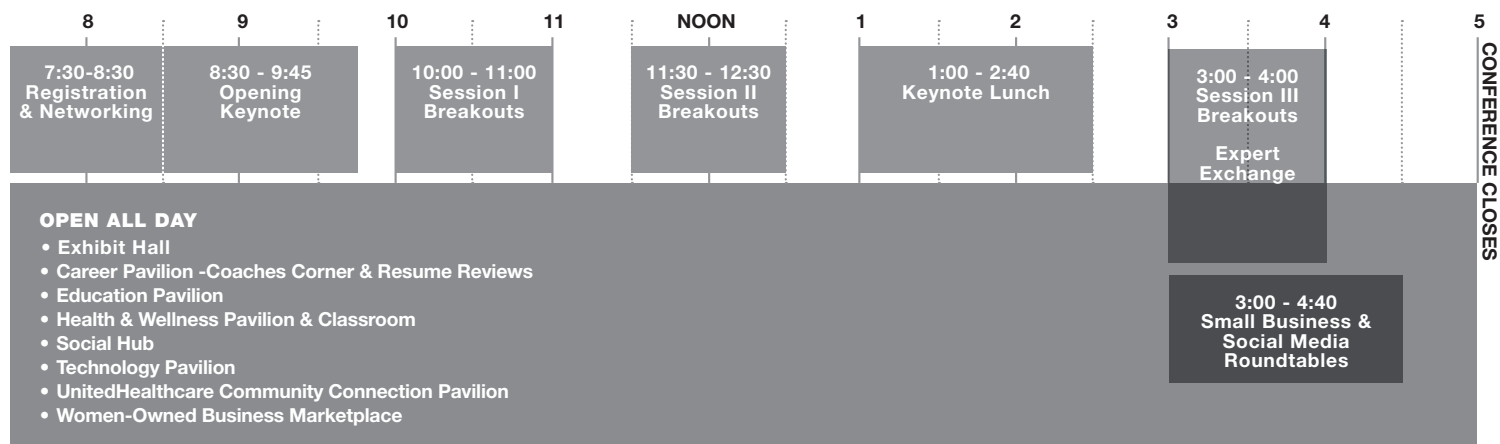 8 9 10 11 NOON 1 2 3 4 5
7:30-8:30
Registration
& Networking
8:30 - 9:45
Opening
Keynote
10:00 - 11:00
Session I
Breakouts
11:30 - 12:30
Session II
Breakouts
1:00 - 2:40
Keynote Lunch
3:00 - 4:00
Session III
Breakouts
Expert
Exchange
CONFERENCE CLOSES
OPEN ALL DAY
• Exhibit Hall
• Career Pavilion -Coaches Corner & Resume Reviews
• Education Pavilion
• Health & Wellness Pavilion & Classroom
• Social Hub
• Technology Pavilion
• UnitedHealthcare Community Connection Pavilion
• Women-Owned Business Marketplace
3:00 - 4:40
Small Business &
Social Media
Roundtables